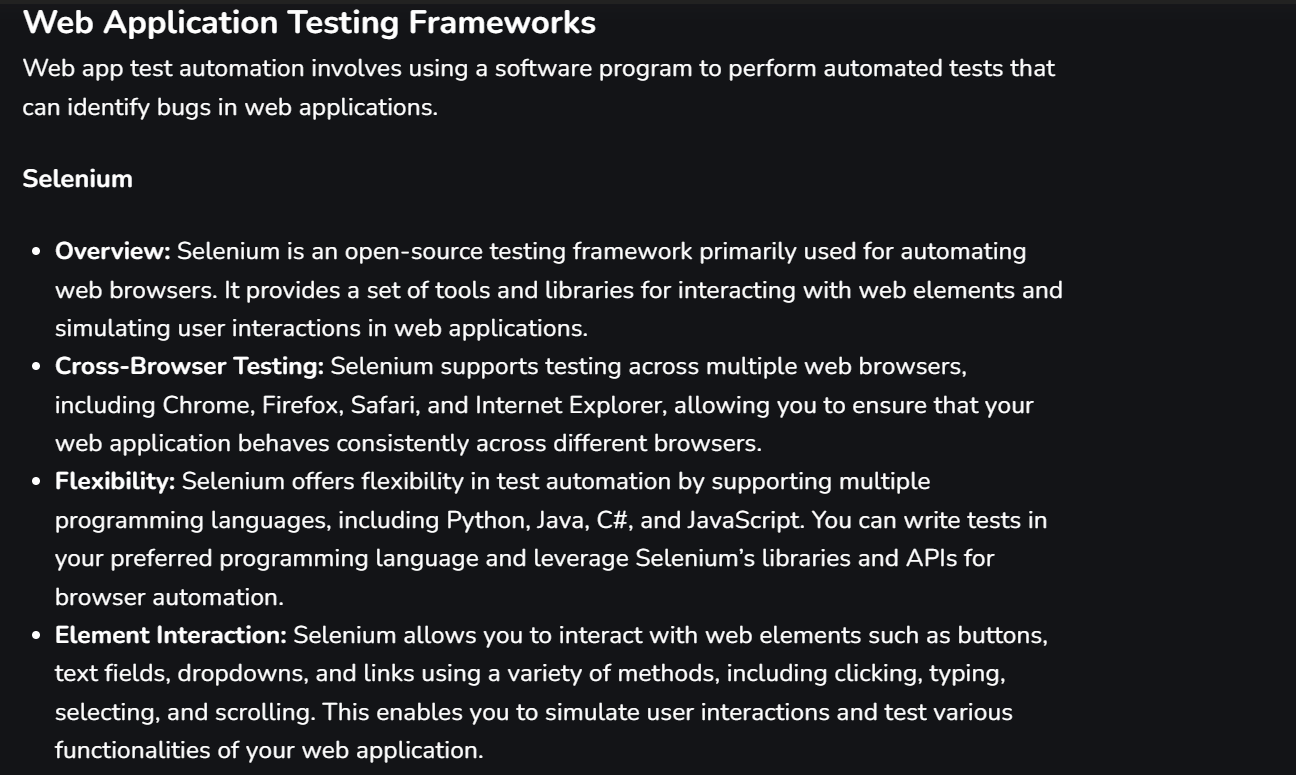 Web Application Testing Frameworks
Web app test automation involves using a software program to perform automated tests that
can identify bugs in web applications.
Selenium
• Overview: Selenium is an open-source testing framework primarily used for automating
web browsers. It provides a set of tools and libraries for interacting with web elements and
simulating user interactions in web applications.
• Cross-Browser Testing: Selenium supports testing across multiple web browsers,
including Chrome, Firefox, Safari, and Internet Explorer, allowing you to ensure that your
web application behaves consistently across different browsers.
• Flexibility: Selenium offers flexibility in test automation by supporting multiple
programming languages, including Python, Java, C#, and JavaScript. You can write tests in
your preferred programming language and leverage Selenium’s libraries and APIs for
browser automation.
• Element Interaction: Selenium allows you to interact with web elements such as buttons,
text fields, dropdowns, and links using a variety of methods, including clicking, typing,
selecting, and scrolling. This enables you to simulate user interactions and test various
functionalities of your web application.